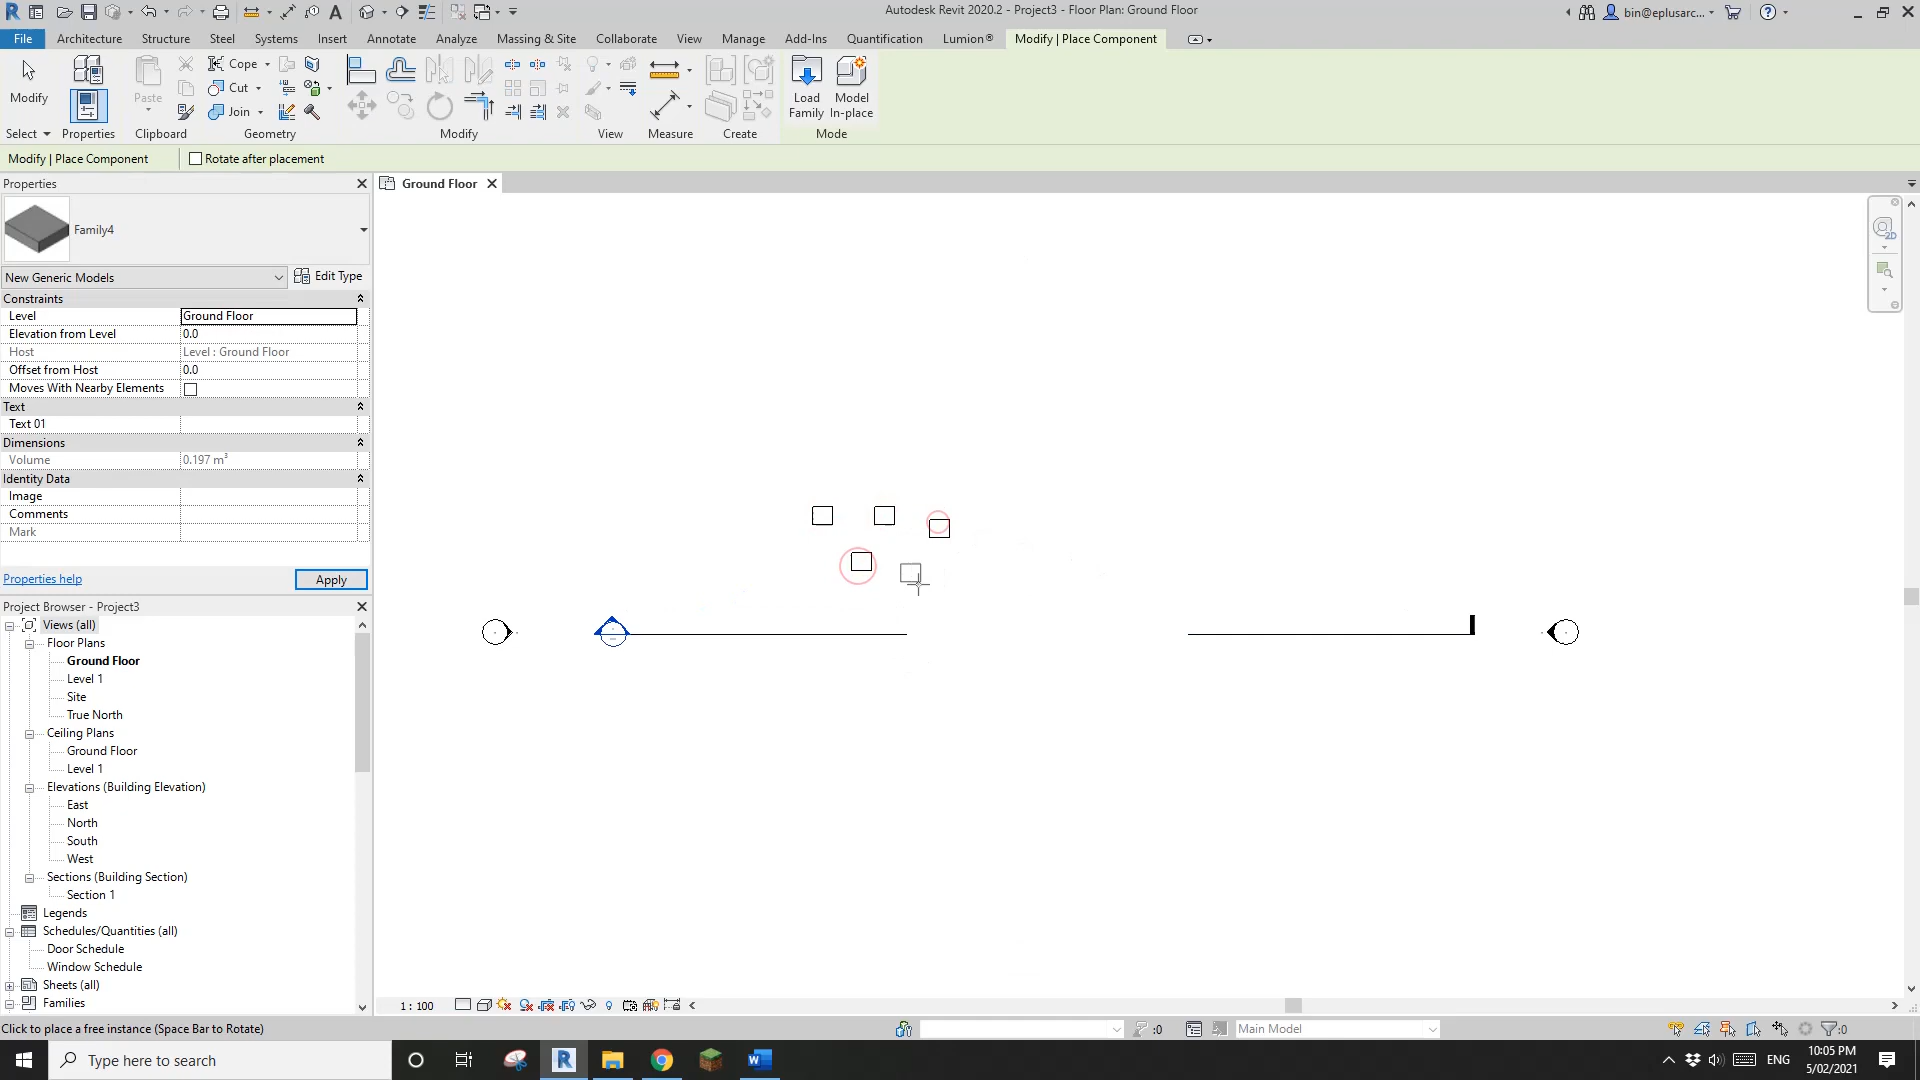 Autodesk Revit 2020.2 - Project3 - Floor Plan: Ground Floor
bin@eplusarc...
File Architecture Structure Steel Systems Insert Annotate Analyze Massing & Site Collaborate View Manage Add-Ins Quantification Lumion® Modify | Place Component
Modify
Paste
Cope
Cut
Join
Load Family
Model In-place
Select Properties Clipboard Geometry Modify View Measure Create Mode
Modify | Place Component
Rotate after placement
Properties
Family4
New Generic Models
Edit Type
Constraints
Level Ground Floor
Elevation from Level 0.0
Host Level : Ground Floor
Offset from Host 0.0
Moves With Nearby Elements
Text
Text 01
Dimensions
Volume 0.197 m³
Identity Data
Image
Comments
Mark
Properties help
Apply
Ground Floor
2D
Project Browser - Project3
Views (all)
Floor Plans
Ground Floor
Level 1
Site
True North
Ceiling Plans
Ground Floor
Level 1
Elevations (Building Elevation)
East
North
South
West
Sections (Building Section)
Section 1
Legends
Schedules/Quantities (all)
Door Schedule
Window Schedule
Sheets (all)
Families
1 : 100
Click to place a free instance (Space Bar to Rotate)
:0
Main Model
:0
Type here to search
ENG
10:05 PM
5/02/2021